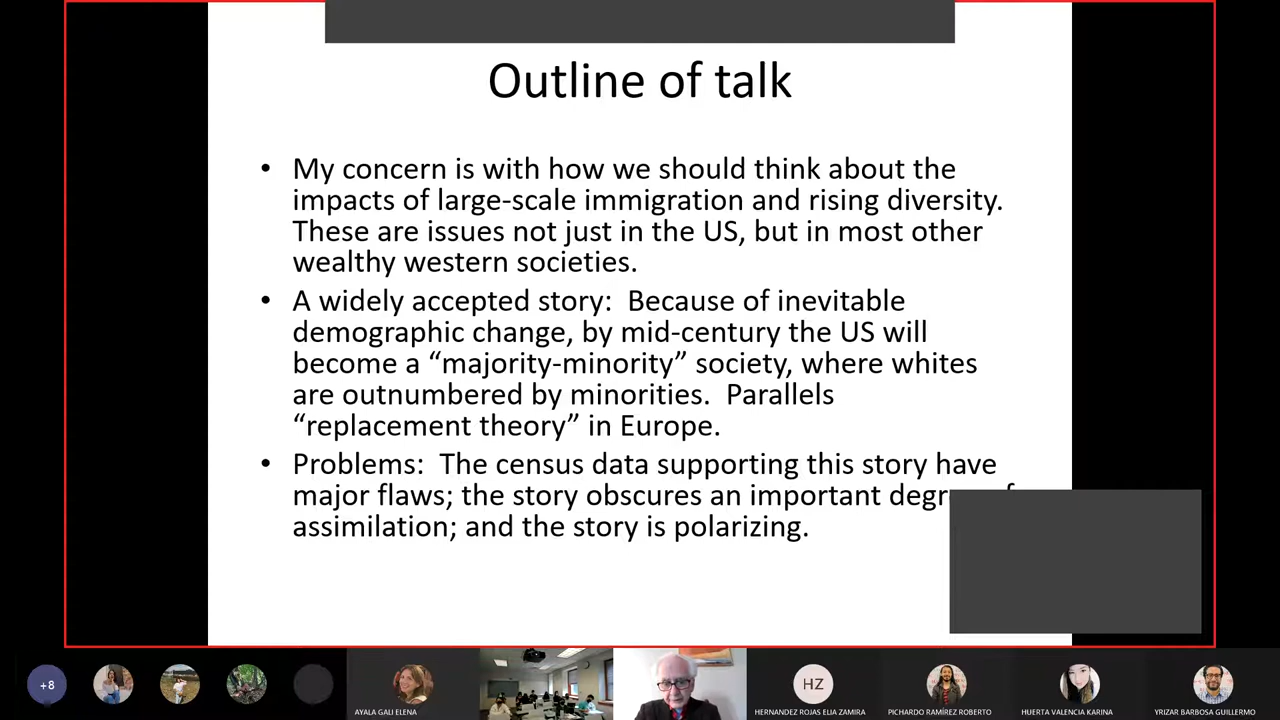 Outline of talk
• My concern is with how we should think about the
impacts of large-scale immigration and rising diversity.
These are issues not just in the US, but in most other
wealthy western societies.
• A widely accepted story:  Because of inevitable
demographic change, by mid-century the US will
become a “majority-minority” society, where whites
are outnumbered by minorities.  Parallels
“replacement theory” in Europe.
• Problems:  The census data supporting this story have
major flaws; the story obscures an important
assimilation; and the story is polarizing.
+8
HZ
AYALA GALI ELENA
HERNANDEZ ROJAS ELIA ZAMIRA
PICHARDO RAMÍREZ ROBERTO
HUERTA VALENCIA KARINA
YRIZAR BARBOSA GUILLERMO